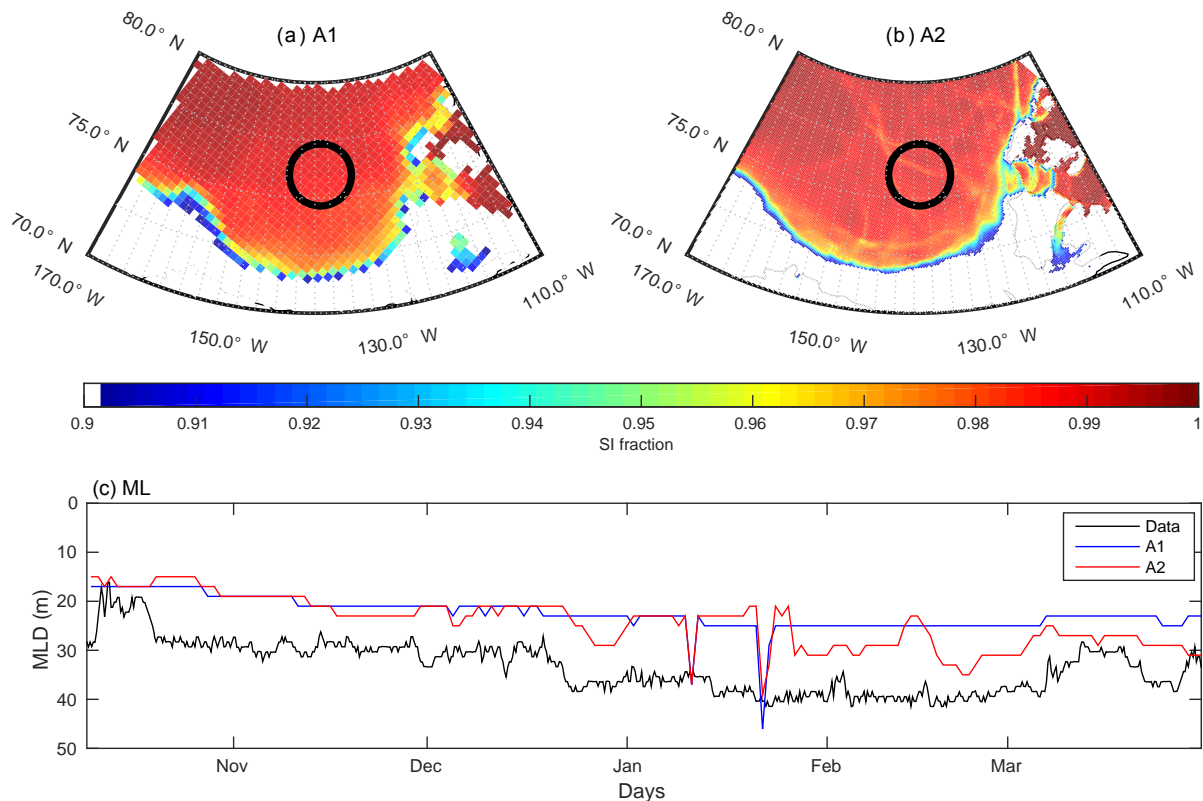 (a) A1
(b) A2
80.0° N
75.0° N
70.0° N
170.0° W
150.0° W
130.0° W
110.0° W
80.0° N
75.0° N
70.0° N
170.0° W
150.0° W
130.0° W
110.0° W
0.9 0.91 0.92 0.93 0.94 0.95 0.96 0.97 0.98 0.99 1
SI fraction
(c) ML
0
10
20
30
40
50
MLD (m)
Data
A1
A2
Nov Dec Jan Feb Mar
Days